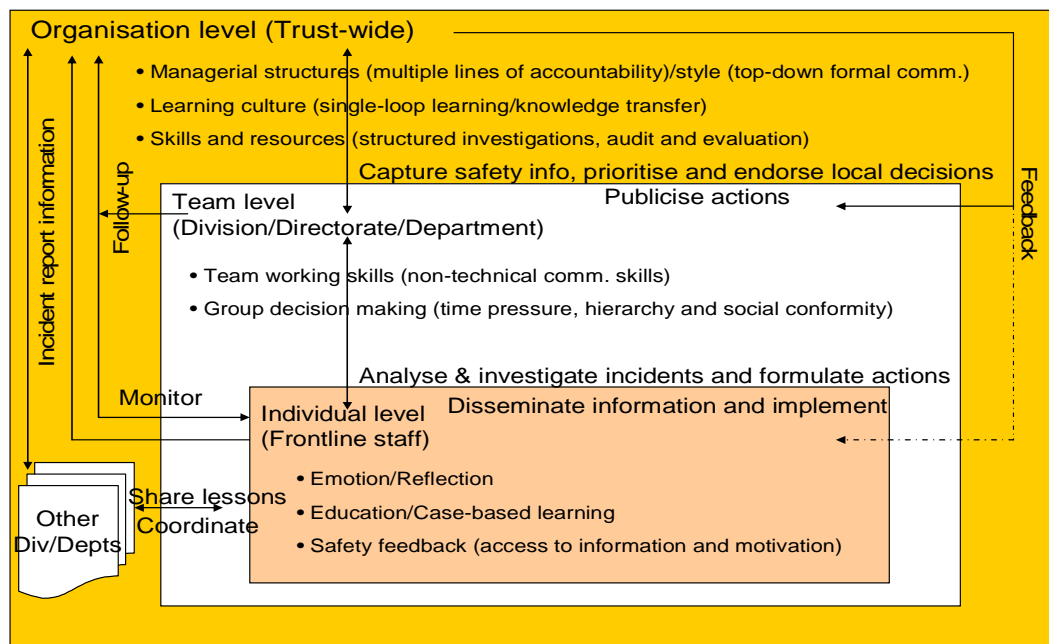 Organisation level (Trust-wide)
• Managerial structures (multiple lines of accountability)/style (top-down formal comm.)
• Learning culture (single-loop learning/knowledge transfer)
• Skills and resources (structured investigations, audit and evaluation)
Capture safety info, prioritise and endorse local decisions
Publicise actions
Incident report information
Follow-up
Feedback
Team level
(Division/Directorate/Department)
• Team working skills (non-technical comm. skills)
• Group decision making (time pressure, hierarchy and social conformity)
Analyse & investigate incidents and formulate actions
Monitor
Disseminate information and implement
Individual level
(Frontline staff)
• Emotion/Reflection
• Education/Case-based learning
• Safety feedback (access to information and motivation)
Share lessons
Coordinate
Other
Div/Depts